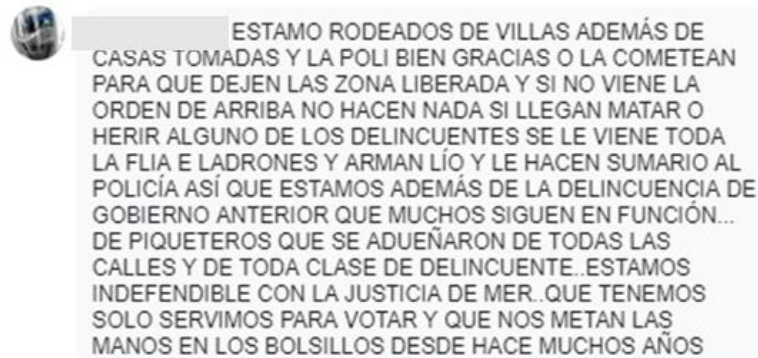 ESTAMO RODEADOS DE VILLAS ADEMÁS DE
CASAS TOMADAS Y LA POLI BIEN GRACIAS O LA COMETEAN
PARA QUE DEJEN LAS ZONA LIBERADA Y SI NO VIENE LA
ORDEN DE ARRIBA NO HACEN NADA SI LLEGAN MATAR O
HERIR ALGUNO DE LOS DELINCUENTES SE LE VIENE TODA
LA FLIA E LADRONES Y ARMAN LÍO Y LE HACEN SUMARIO AL
POLICÍA ASÍ QUE ESTAMOS ADEMÁS DE LA DELINCUENCIA DE
GOBIERNO ANTERIOR QUE MUCHOS SIGUEN EN FUNCIÓN...
DE PIQUETEROS QUE SE ADUEÑARON DE TODAS LAS
CALLES Y DE TODA CLASE DE DELINCUENTE..ESTAMOS
INDEFENDIBLE CON LA JUSTICIA DE MER..QUE TENEMOS
SOLO SERVIMOS PARA VOTAR Y QUE NOS METAN LAS
MANOS EN LOS BOLSILLOS DESDE HACE MUCHOS AÑOS